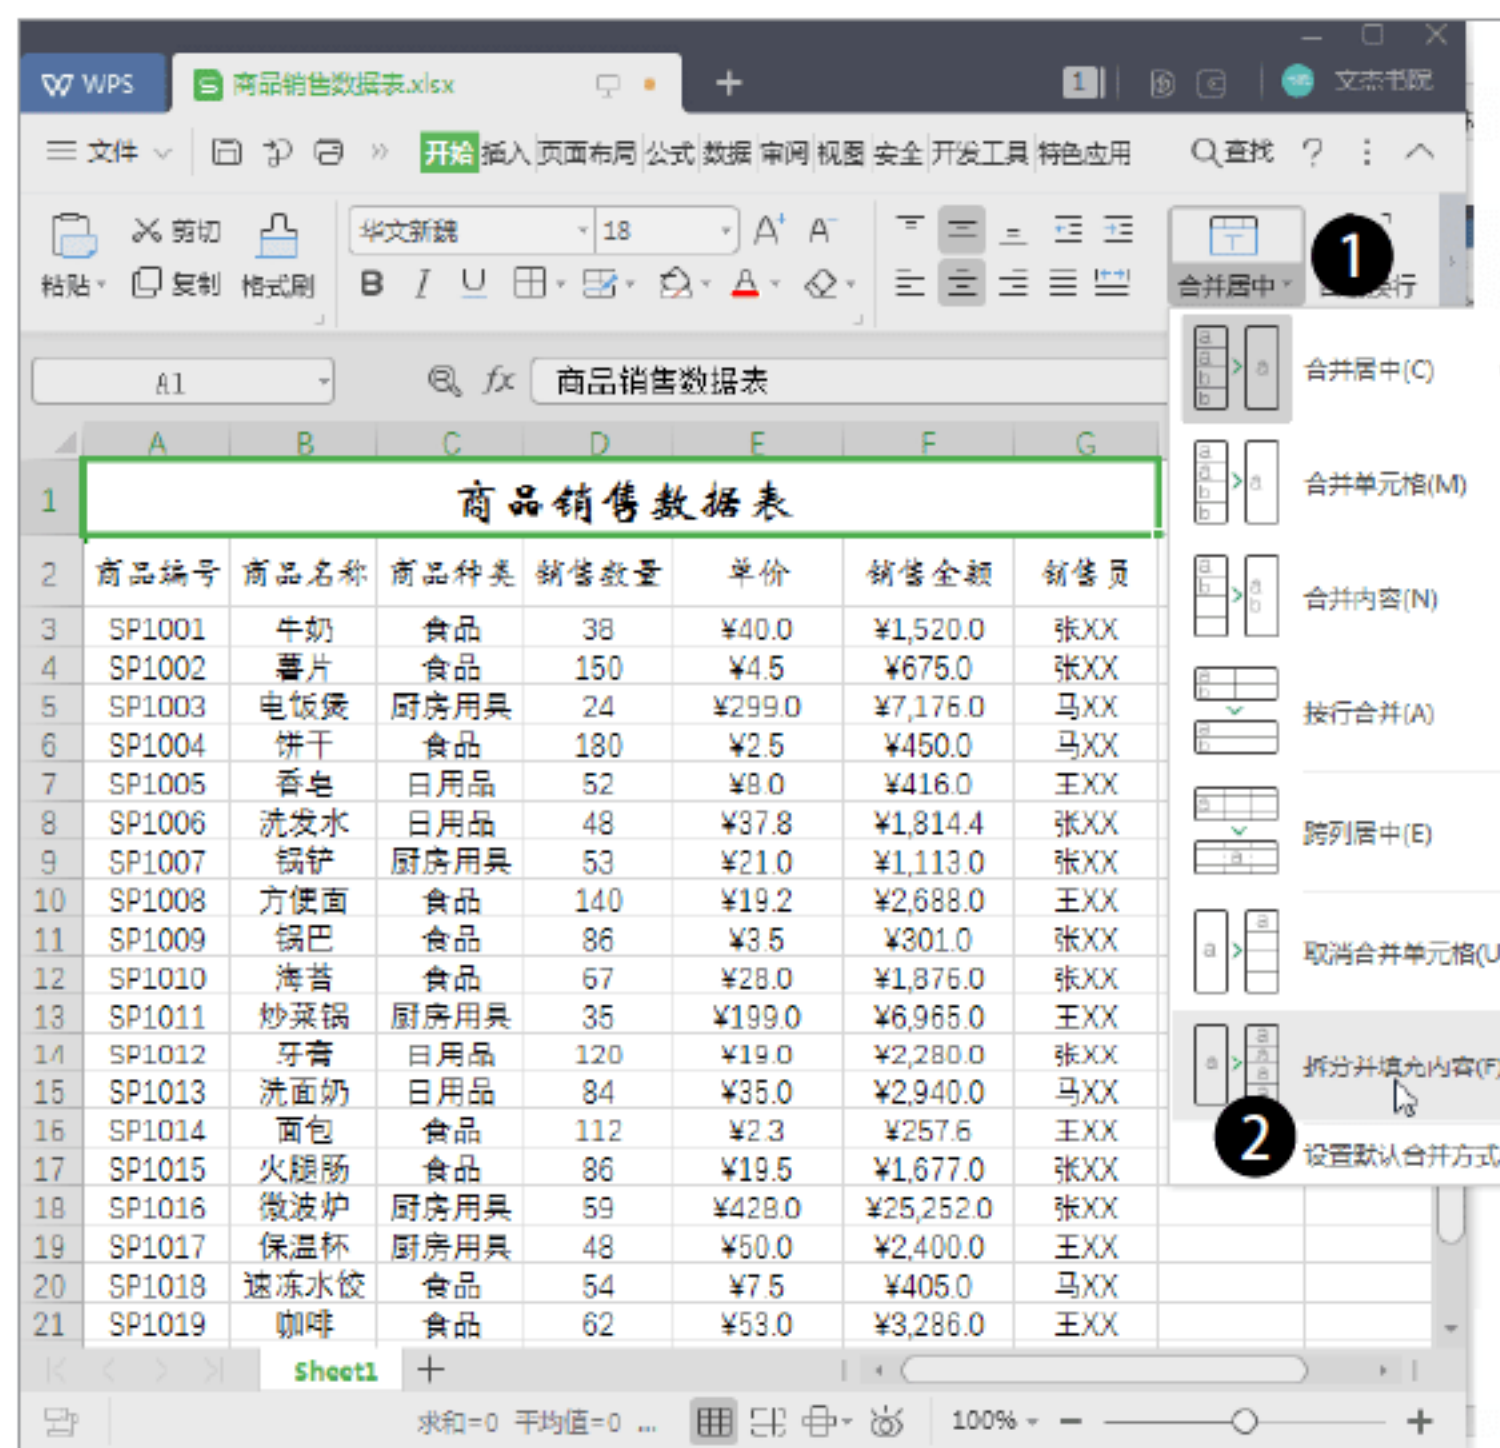 WPS 商品销售数据表.xlsx + 1 文杰书院
文件 开始 插入 页面布局 公式 数据 审阅 视图 安全 开发工具 特色应用 查找 ?
剪切 华文新魏 18 A+ A-
粘贴 复制 格式刷 B I U A 合并居中 1 换行
A1 fx 商品销售数据表
合并居中(C)
合并单元格(M)
合并内容(N)
按行合并(A)
跨列居中(E)
取消合并单元格(U
拆分并填充内容(F)
2
设置默认合并方式
A B C D E F G
1 商品销售数据表
2 商品编号 商品名称 商品种类 销售数量 单价 销售金额 销售员
3 SP1001 牛奶 食品 38 ¥40.0 ¥1,520.0 张XX
4 SP1002 薯片 食品 150 ¥4.5 ¥675.0 张XX
5 SP1003 电饭煲 厨房用具 24 ¥299.0 ¥7,176.0 马XX
6 SP1004 饼干 食品 180 ¥2.5 ¥450.0 马XX
7 SP1005 香皂 日用品 52 ¥8.0 ¥416.0 王XX
8 SP1006 洗发水 日用品 48 ¥37.8 ¥1,814.4 张XX
9 SP1007 锅铲 厨房用具 53 ¥21.0 ¥1,113.0 张XX
10 SP1008 方便面 食品 140 ¥19.2 ¥2,688.0 王XX
11 SP1009 锅巴 食品 86 ¥3.5 ¥301.0 张XX
12 SP1010 海苔 食品 67 ¥28.0 ¥1,876.0 张XX
13 SP1011 炒菜锅 厨房用具 35 ¥199.0 ¥6,965.0 王XX
14 SP1012 牙膏 日用品 120 ¥19.0 ¥2,280.0 张XX
15 SP1013 洗面奶 日用品 84 ¥35.0 ¥2,940.0 马XX
16 SP1014 面包 食品 112 ¥2.3 ¥257.6 王XX
17 SP1015 火腿肠 食品 86 ¥19.5 ¥1,677.0 张XX
18 SP1016 微波炉 厨房用具 59 ¥428.0 ¥25,252.0 张XX
19 SP1017 保温杯 厨房用具 48 ¥50.0 ¥2,400.0 王XX
20 SP1018 速冻水饺 食品 54 ¥7.5 ¥405.0 马XX
21 SP1019 咖啡 食品 62 ¥53.0 ¥3,286.0 王XX
Sheet1 +
求和=0 平均值=0 ... 100% - +